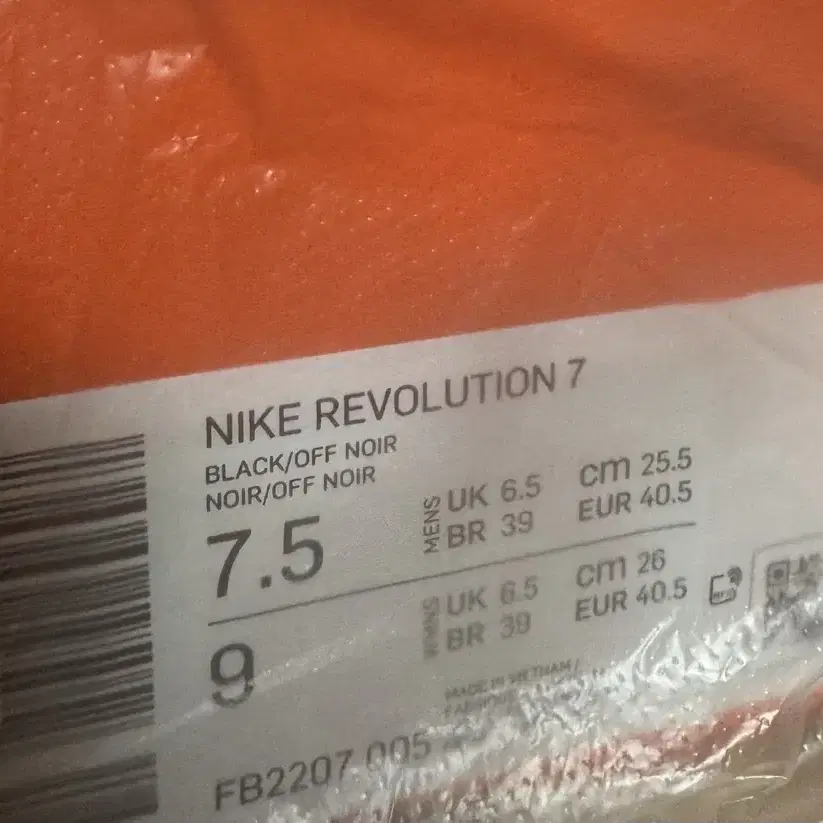 NIKE REVOLUTION 7
BLACK/OFF NOIR
NOIR/OFF NOIR
7.5 MENS UK 6.5 cm 25.5
BR 39 EUR 40.5
9 WMNS UK 6.5 cm 26
BR 39 EUR 40.5
MADE IN VIETNAM/
FB2207 005